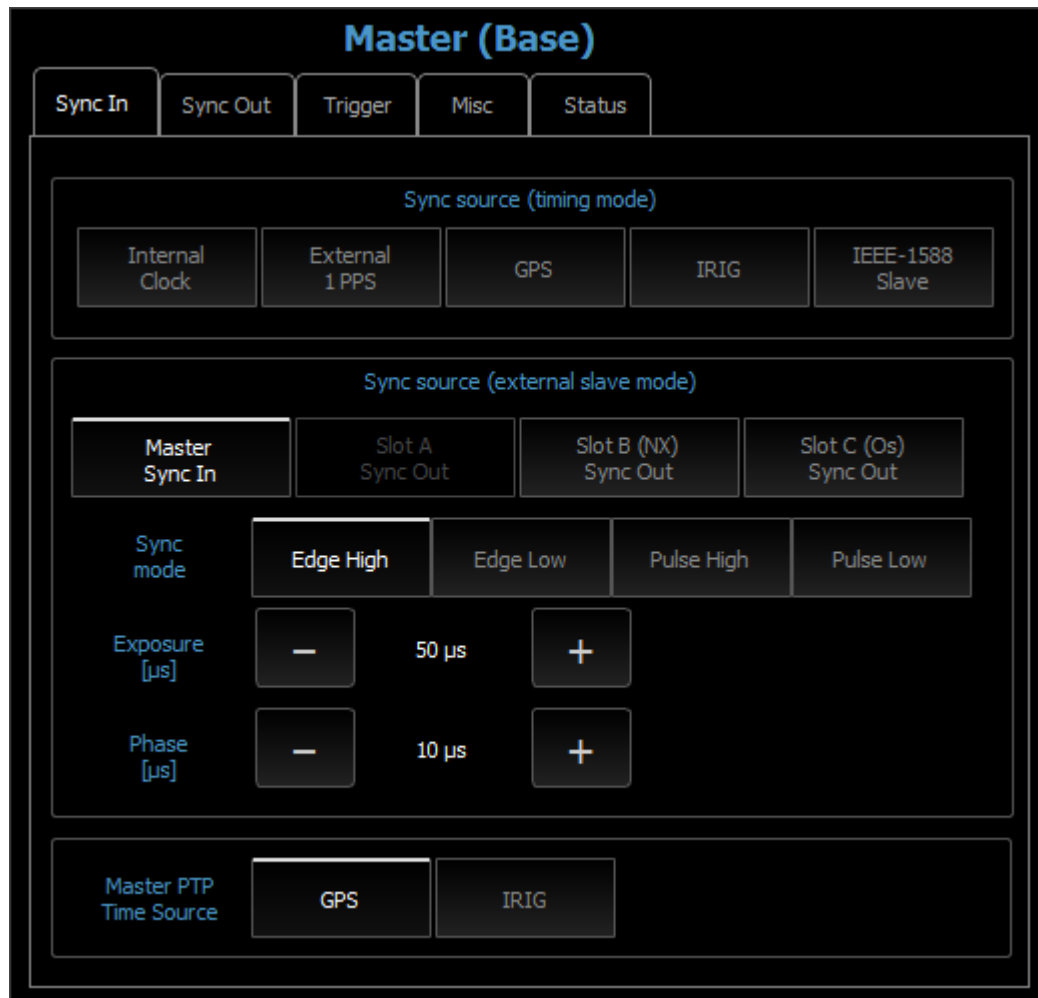 Master (Base)
Sync In Sync Out Trigger Misc Status
Sync source (timing mode)
Internal
Clock
External
1 PPS
GPS
IRIG
IEEE-1588
Slave
Sync source (external slave mode)
Master
Sync In
Slot A
Sync Out
Slot B (NX)
Sync Out
Slot C (Os)
Sync Out
Sync
mode
Edge High
Edge Low
Pulse High
Pulse Low
Exposure
[µs]
− 50 µs +
Phase
[µs]
− 10 µs +
Master PTP
Time Source
GPS
IRIG